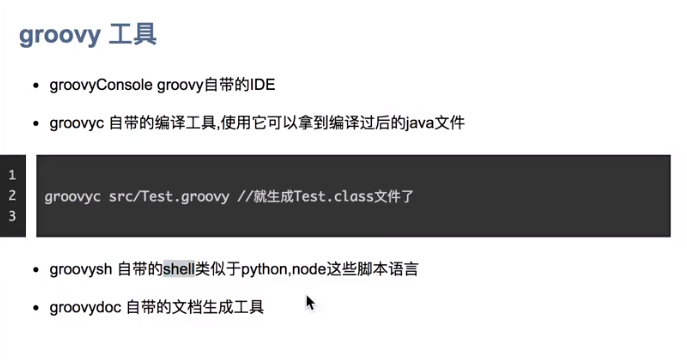 groovy 工具
groovyConsole groovy自带的IDE
groovyc 自带的编译工具,使用它可以拿到编译过后的java文件
1
2
groovyc src/Test.groovy //就生成Test.class文件了
3
groovysh 自带的shell类似于python,node这些脚本语言
groovydoc 自带的文档生成工具